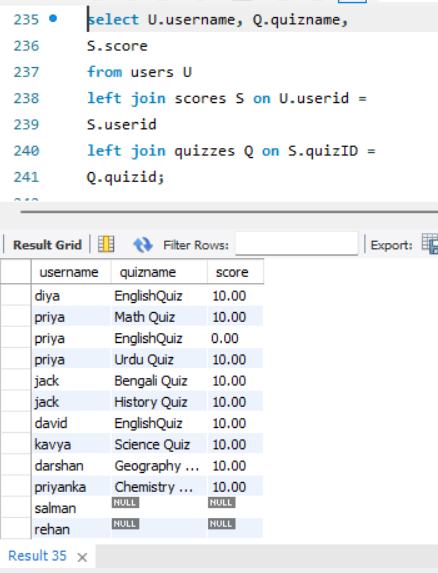 235 select U.username, Q.quizname,
236 S.score
237 from users U
238 left join scores S on U.userid =
239 S.userid
240 left join quizzes Q on S.quizID =
241 Q.quizid;
Result Grid Filter Rows: Export:
username quizname score
diya EnglishQuiz 10.00
priya Math Quiz 10.00
priya EnglishQuiz 0.00
priya Urdu Quiz 10.00
jack Bengali Quiz 10.00
jack History Quiz 10.00
david EnglishQuiz 10.00
kavya Science Quiz 10.00
darshan Geography ... 10.00
priyanka Chemistry ... 10.00
salman NULL NULL
rehan NULL NULL
Result 35 ×